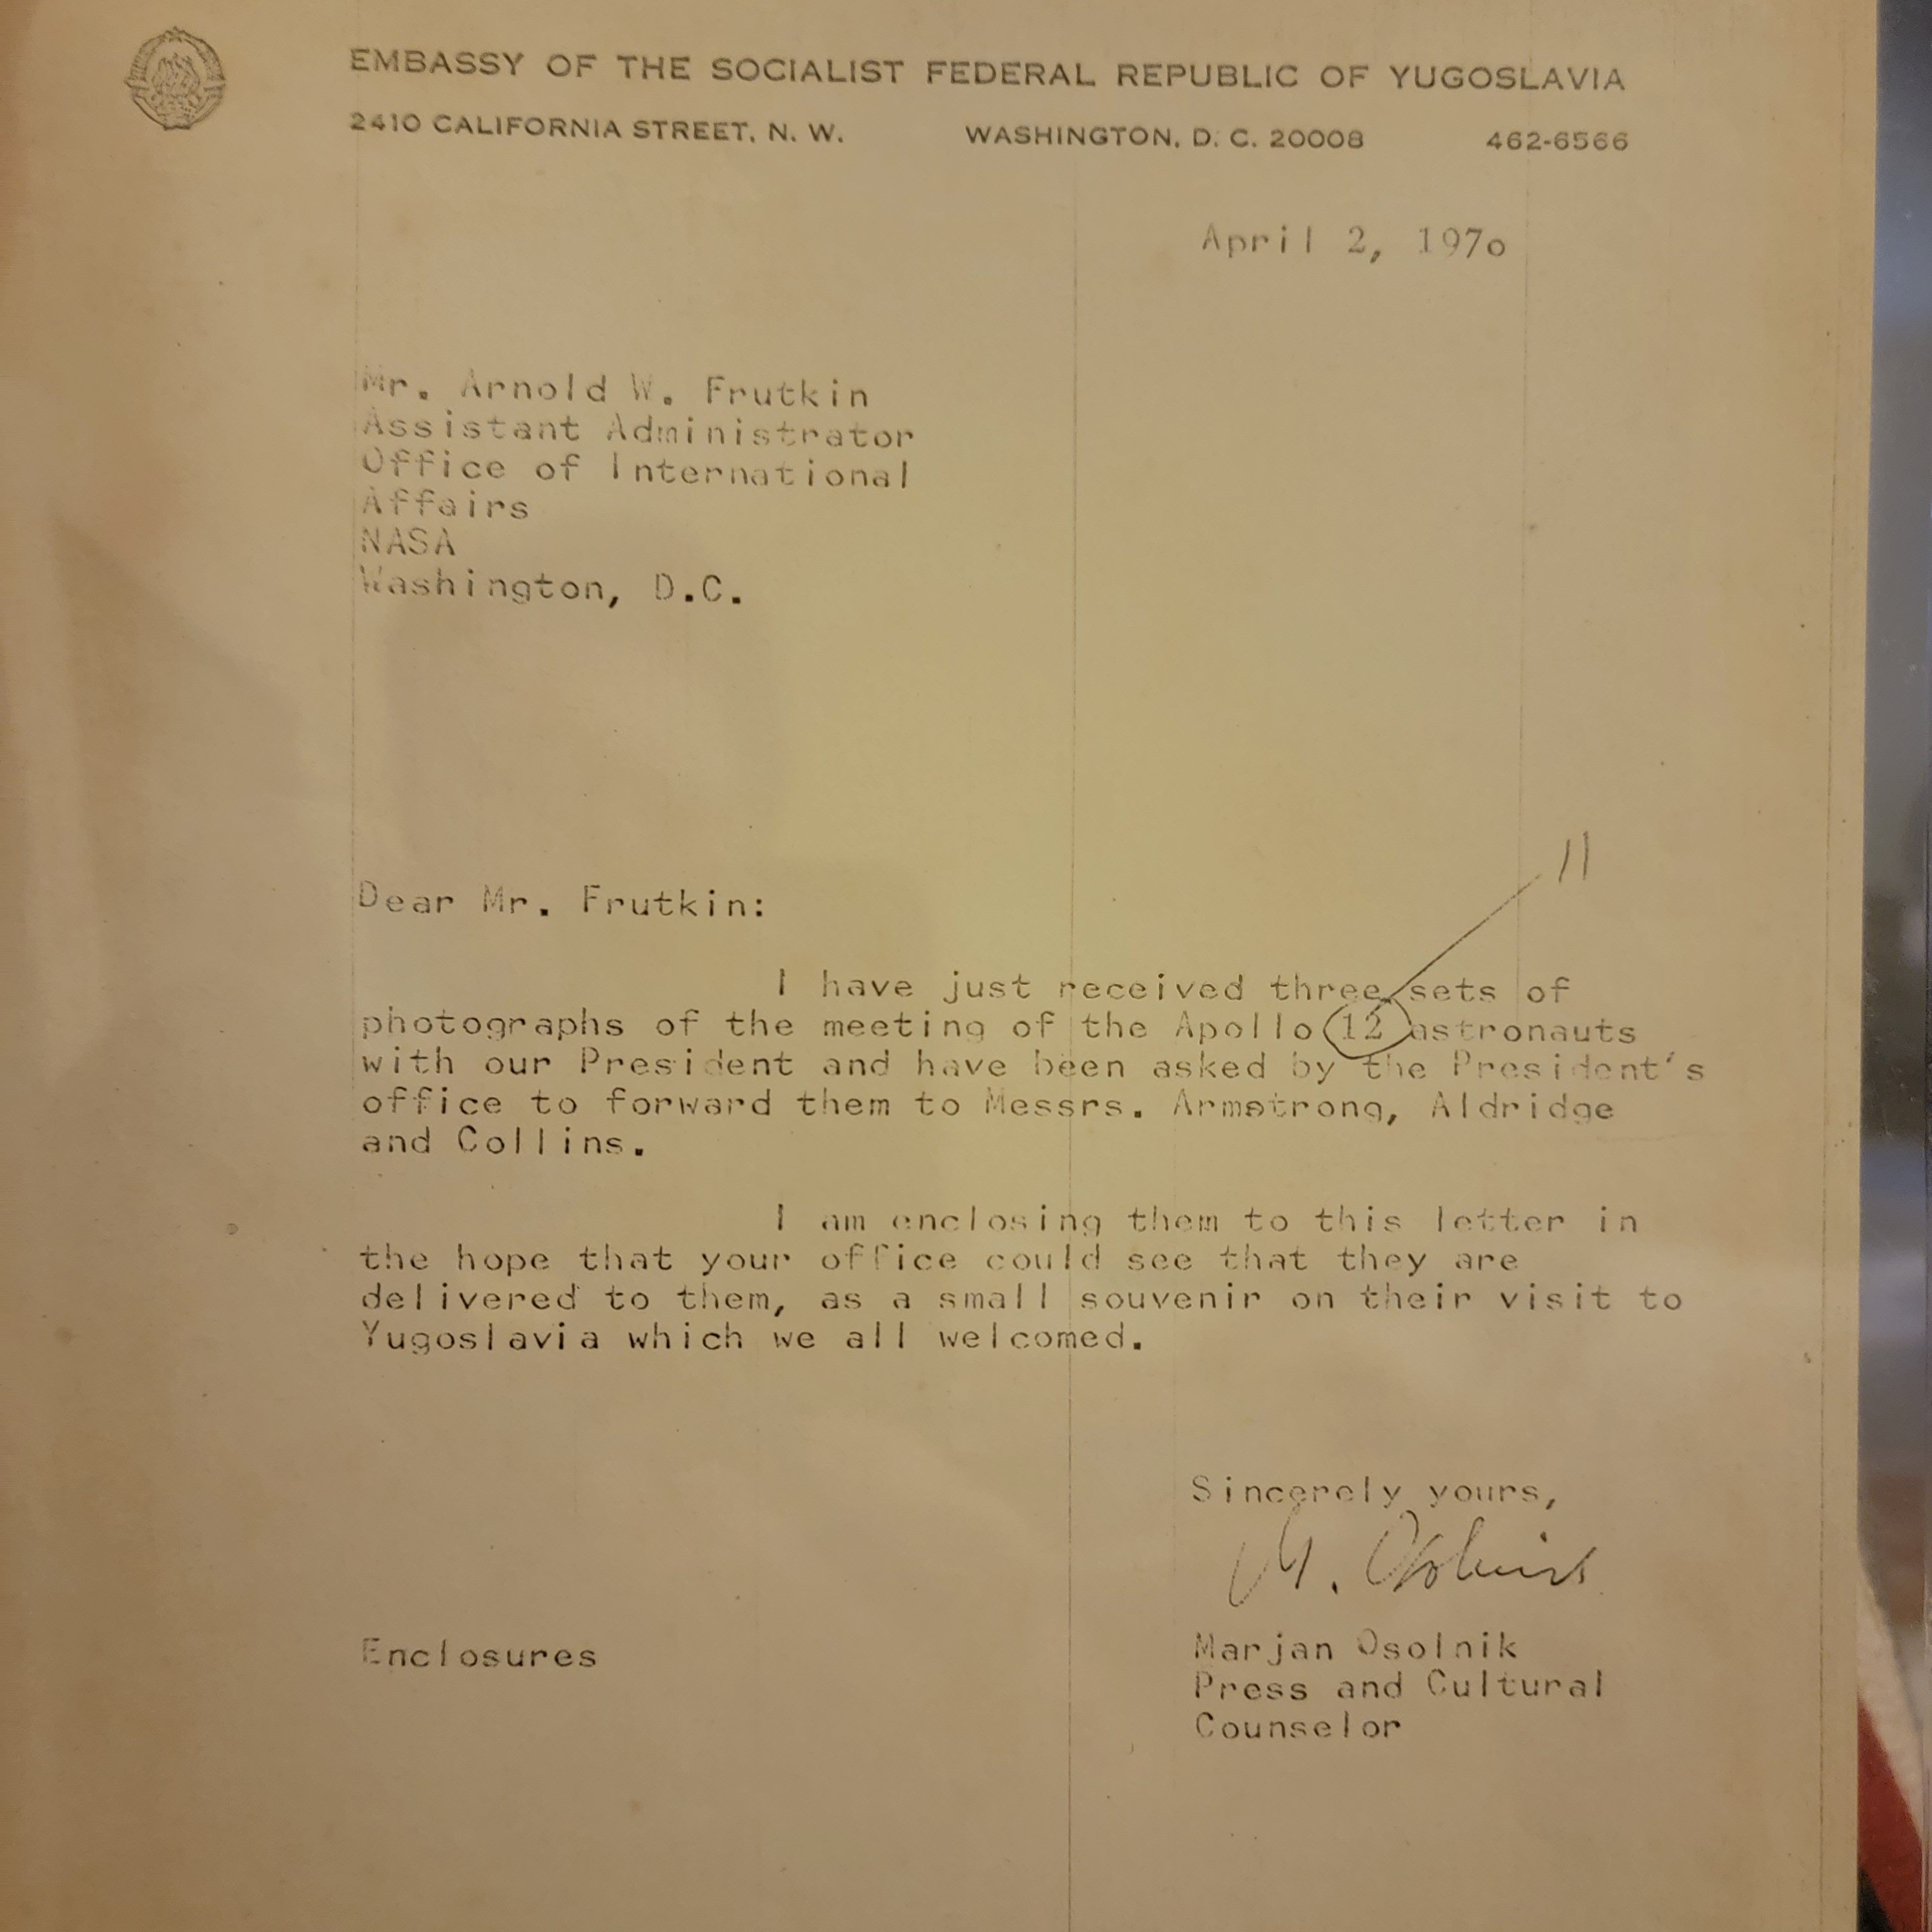 EMBASSY OF THE SOCIALIST FEDERAL REPUBLIC OF YUGOSLAVIA
2410 CALIFORNIA STREET, N. W. WASHINGTON, D. C. 20008 462-6566
April 2, 1970
Mr. Arnold W. Frutkin
Assistant Administrator
Office of International
Affairs
NASA
Washington, D.C.
11
Dear Mr. Frutkin:
I have just received three sets of
photographs of the meeting of the Apollo 12 astronauts
with our President and have been asked by the President's
office to forward them to Messrs. Armstrong, Aldridge
and Collins.
I am enclosing them to this letter in
the hope that your office could see that they are
delivered to them, as a small souvenir on their visit to
Yugoslavia which we all welcomed.
Sincerely yours,
M. Osolnik
Enclosures
Marjan Osolnik
Press and Cultural
Counselor